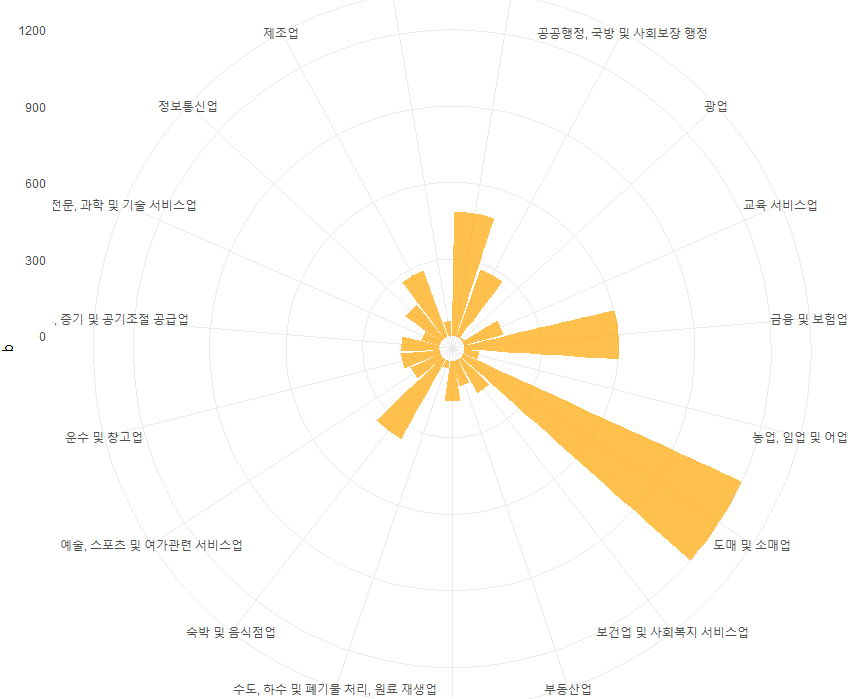 1200
900
600
300
0
b
제조업
공공행정, 국방 및 사회보장 행정
정보통신업
광업
전문, 과학 및 기술 서비스업
교육 서비스업
, 증기 및 공기조절 공급업
금융 및 보험업
운수 및 창고업
농업, 임업 및 어업
예술, 스포츠 및 여가관련 서비스업
도매 및 소매업
숙박 및 음식점업
보건업 및 사회복지 서비스업
수도, 하수 및 폐기물 처리, 원료 재생업
부동산업